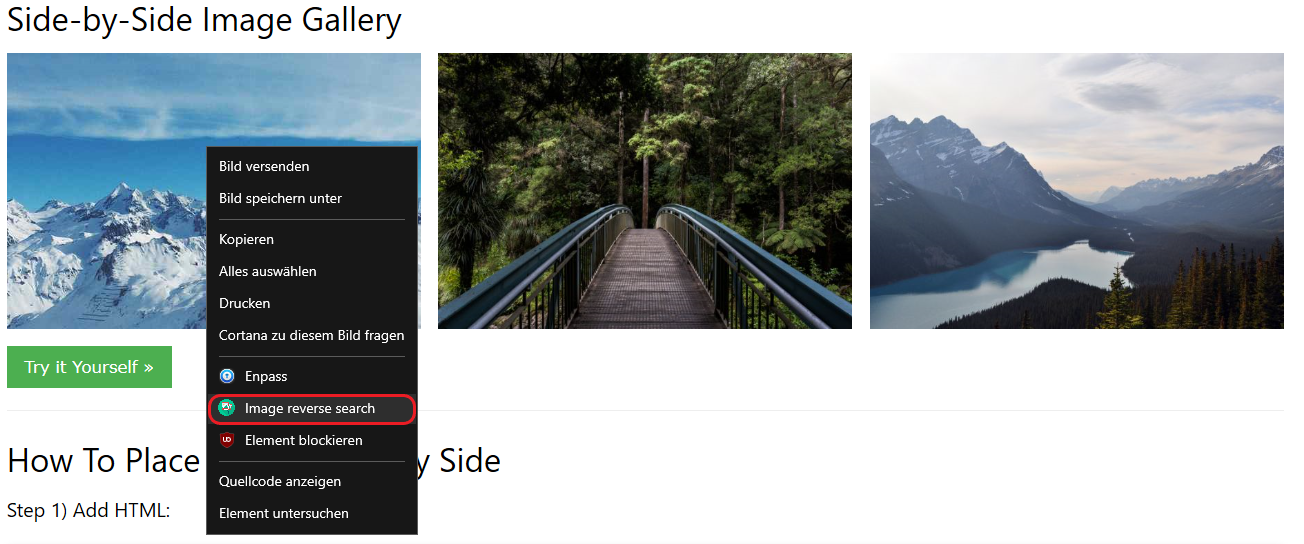 Side-by-Side Image Gallery
Bild versenden
Bild speichern unter
Kopieren
Alles auswählen
Drucken
Cortana zu diesem Bild fragen
Try it Yourself »
Enpass
Image reverse search
UO Element blockieren
How To Place y Side
Quellcode anzeigen
Step 1) Add HTML:
Element untersuchen